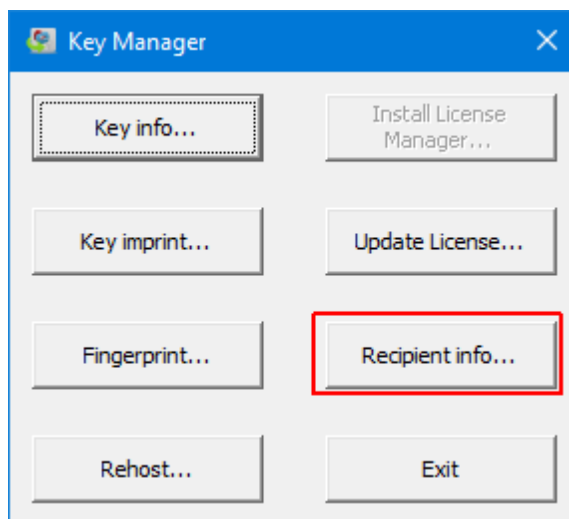 Key Manager
Key info...
Install License
Manager...
Key imprint...
Update License...
Fingerprint...
Recipient info...
Rehost...
Exit